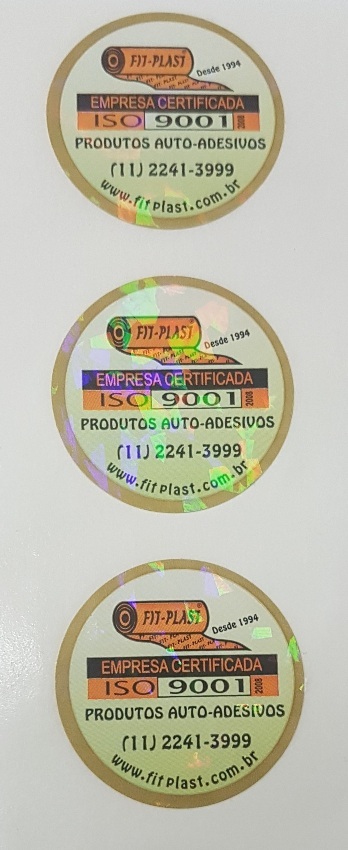 FIT-PLAST®
Desde 1994
EMPRESA CERTIFICADA
ISO 9001 2008
PRODUTOS AUTO-ADESIVOS
(11) 2241-3999
www.fitplast.com.br
FIT-PLAST®
Desde 1994
EMPRESA CERTIFICADA
ISO 9001 2008
PRODUTOS AUTO-ADESIVOS
(11) 2241-3999
www.fitplast.com.br
FIT-PLAST®
Desde 1994
EMPRESA CERTIFICADA
ISO 9001 2008
PRODUTOS AUTO-ADESIVOS
(11) 2241-3999
www.fitplast.com.br